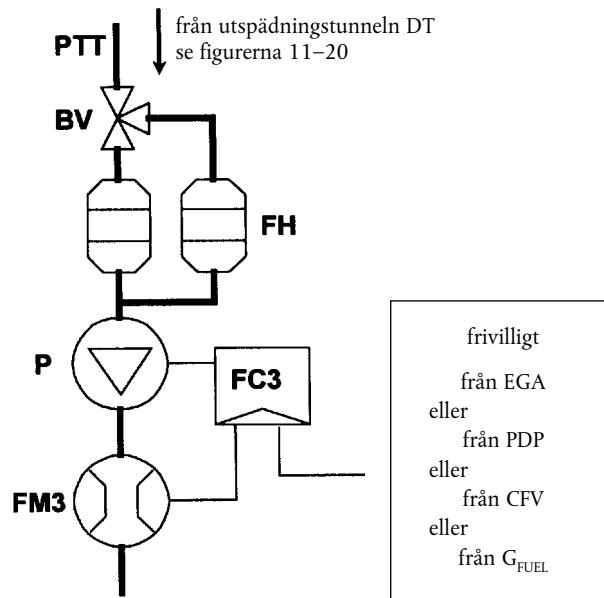 från utspädningstunneln DT
PTT
se figurerna 11–20
BV
FH
P
FC3
FM3
frivilligt
från EGA
eller
från PDP
eller
från CFV
eller
från G_FUEL